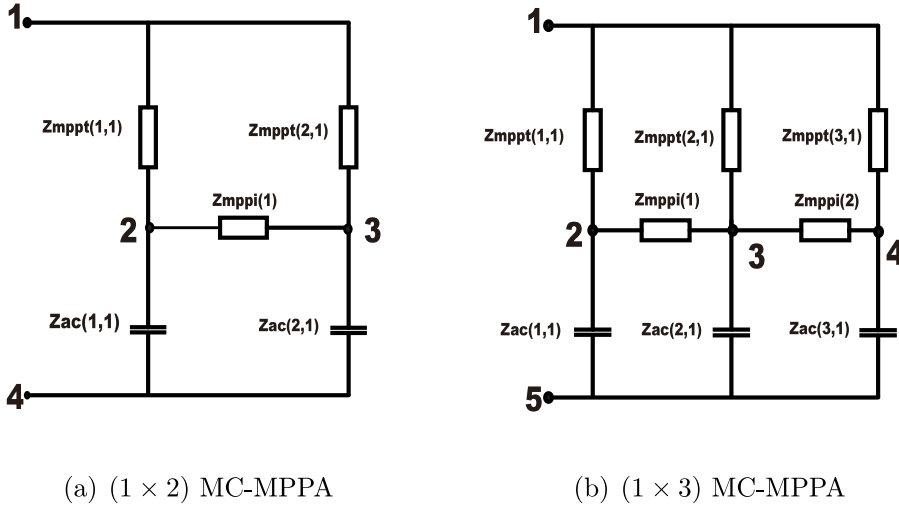 1
Zmppt(1,1)
Zmppt(2,1)
Zmppi(1)
2
3
Zac(1,1)
Zac(2,1)
4
(a) (1 × 2) MC-MPPA
1
Zmppt(1,1)
Zmppt(2,1)
Zmppt(3,1)
Zmppi(1)
Zmppi(2)
2
3
4
Zac(1,1)
Zac(2,1)
Zac(3,1)
5
(b) (1 × 3) MC-MPPA